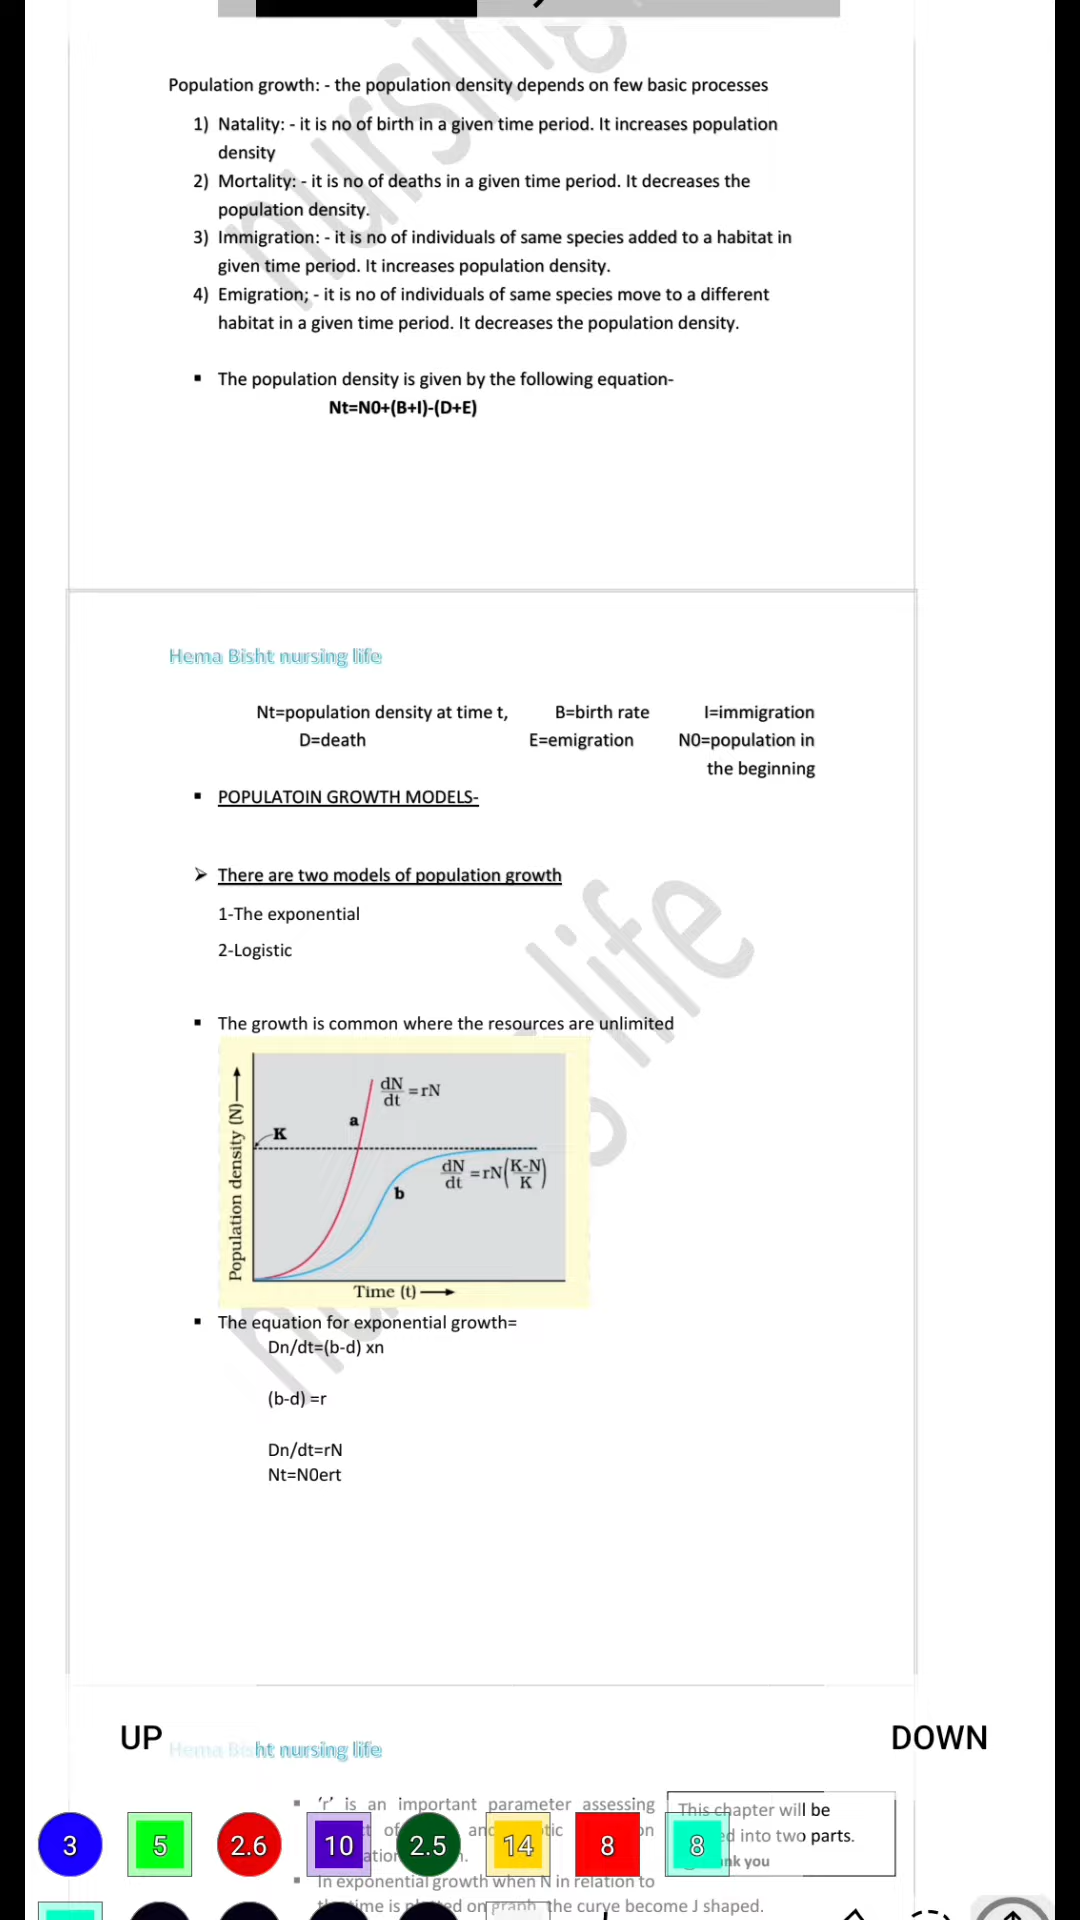 Population growth: - the population density depends on few basic processes
1) Natality: - it is no of birth in a given time period. It increases population
density
2) Mortality: - it is no of deaths in a given time period. It decreases the
population density.
3) Immigration: - it is no of individuals of same species added to a habitat in
given time period. It increases population density.
4) Emigration; - it is no of individuals of same species move to a different
habitat in a given time period. It decreases the population density.
▪ The population density is given by the following equation-
Nt=N0+(B+I)-(D+E)
Hema Bisht nursing life
Nt=population density at time t, B=birth rate I=immigration
D=death E=emigration N0=population in
the beginning
▪ POPULATOIN GROWTH MODELS-
➤ There are two models of population growth
1-The exponential
2-Logistic
▪ The growth is common where the resources are unlimited
dN/dt =rN
a
K
dN/dt =rN(K-N/K)
b
Population density (N)
Time (t)
▪ The equation for exponential growth=
Dn/dt=(b-d) xn
(b-d) =r
Dn/dt=rN
Nt=N0ert
UP
DOWN
Hema Bisht nursing life
▪ 'r' is an important parameter assessing
This chapter will be
into two parts.
you
3 5 2.6 10 2.5 14 8 8
▪ In exponential growth when N in relation to
time is on graph the curve become J shaped.
nursing
life